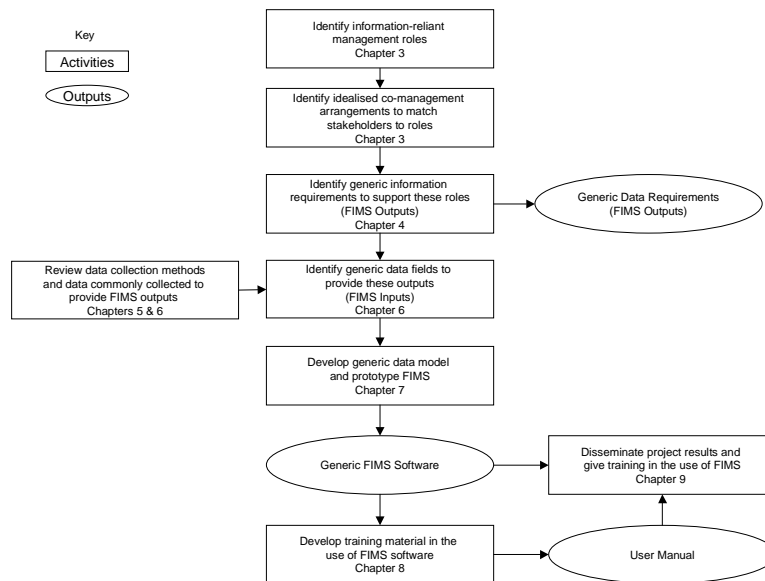 Key
Activities
Outputs
Identify information-reliant
management roles
Chapter 3
Identify idealised co-management
arrangements to match
stakeholders to roles
Chapter 3
Identify generic information
requirements to support these roles
(FIMS Outputs)
Chapter 4
Generic Data Requirements
(FIMS Outputs)
Review data collection methods
and data commonly collected to
provide FIMS outputs
Chapters 5 & 6
Identify generic data fields to
provide these outputs
(FIMS Inputs)
Chapter 6
Develop generic data model
and prototype FIMS
Chapter 7
Generic FIMS Software
Disseminate project results and
give training in the use of FIMS
Chapter 9
Develop training material in the
use of FIMS software
Chapter 8
User Manual